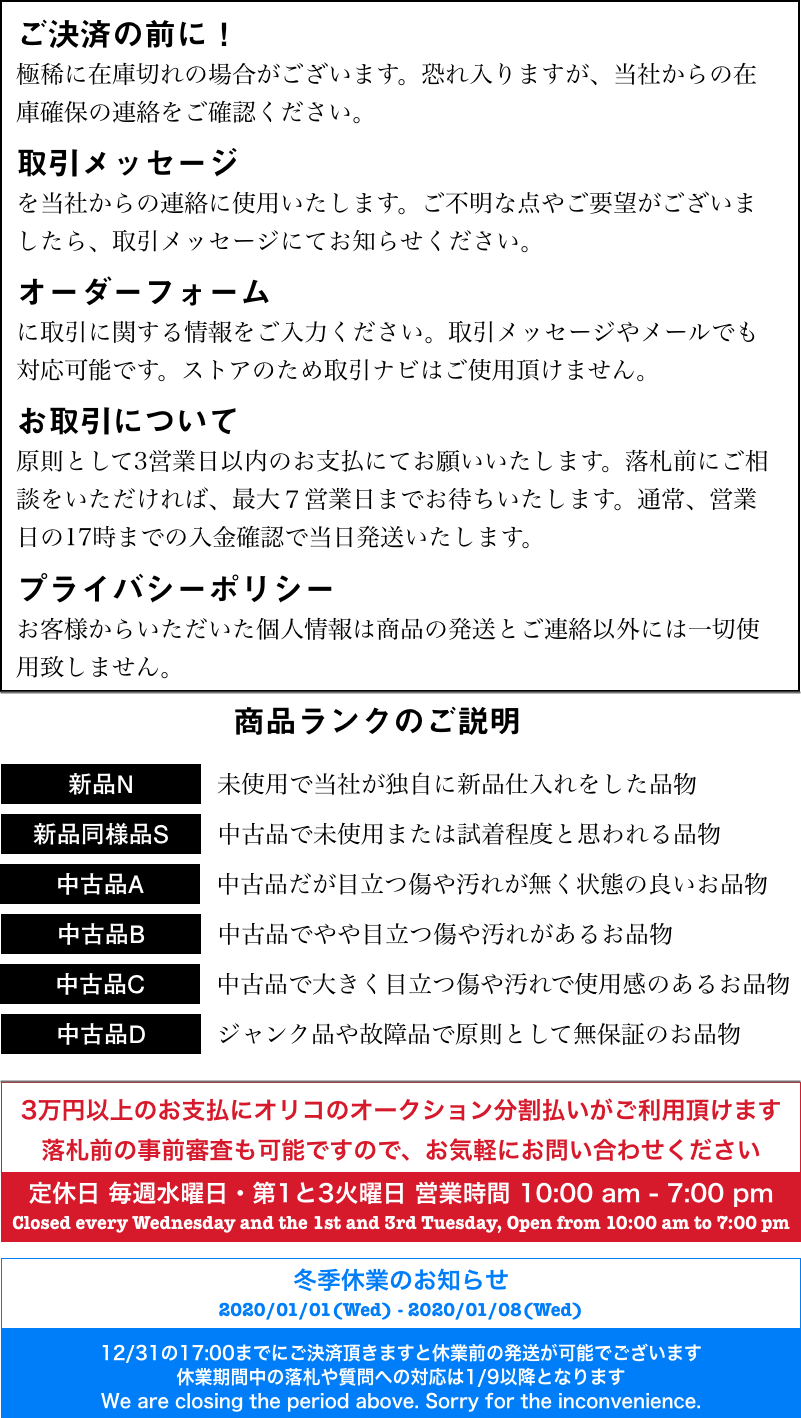 ご決済の前に！
極稀に在庫切れの場合がございます。恐れ入りますが、当社からの在
庫確保の連絡をご確認ください。
取引メッセージ
を当社からの連絡に使用いたします。ご不明な点やご要望がございま
したら、取引メッセージにてお知らせください。
オーダーフォーム
に取引に関する情報をご入力ください。取引メッセージやメールでも
対応可能です。ストアのため取引ナビはご使用頂けません。
お取引について
原則として3営業日以内のお支払にてお願いいたします。落札前にご相
談をいただければ、最大７営業日までお待ちいたします。通常、営業
日の17時までの入金確認で当日発送いたします。
プライバシーポリシー
お客様からいただいた個人情報は商品の発送とご連絡以外には一切使
用致しません。
商品ランクのご説明
新品N 未使用で当社が独自に新品仕入れをした品物
新品同様品S 中古品で未使用または試着程度と思われる品物
中古品A 中古品だが目立つ傷や汚れが無く状態の良いお品物
中古品B 中古品でやや目立つ傷や汚れがあるお品物
中古品C 中古品で大きく目立つ傷や汚れで使用感のあるお品物
中古品D ジャンク品や故障品で原則として無保証のお品物
3万円以上のお支払にオリコのオークション分割払いがご利用頂けます
落札前の事前審査も可能ですので、お気軽にお問い合わせください
定休日 毎週水曜日・第1と3火曜日 営業時間 10:00 am - 7:00 pm
Closed every Wednesday and the 1st and 3rd Tuesday, Open from 10:00 am to 7:00 pm
冬季休業のお知らせ
2020/01/01(Wed) - 2020/01/08(Wed)
12/31の17:00までにご決済頂きますと休業前の発送が可能でございます
休業期間中の落札や質問への対応は1/9以降となります
We are closing the period above. Sorry for the inconvenience.